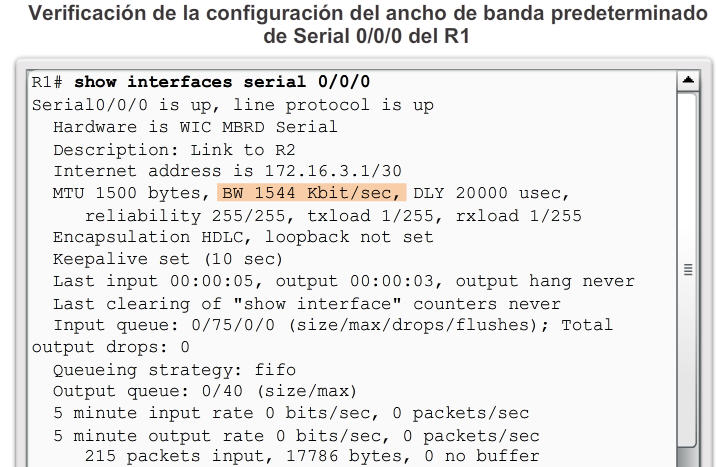 Verificación de la configuración del ancho de banda predeterminado
de Serial 0/0/0 del R1
R1# show interfaces serial 0/0/0
Serial0/0/0 is up, line protocol is up
Hardware is WIC MBRD Serial
Description: Link to R2
Internet address is 172.16.3.1/30
MTU 1500 bytes, BW 1544 Kbit/sec, DLY 20000 usec,
reliability 255/255, txload 1/255, rxload 1/255
Encapsulation HDLC, loopback not set
Keepalive set (10 sec)
Last input 00:00:05, output 00:00:03, output hang never
Last clearing of "show interface" counters never
Input queue: 0/75/0/0 (size/max/drops/flushes); Total
output drops: 0
Queueing strategy: fifo
Output queue: 0/40 (size/max)
5 minute input rate 0 bits/sec, 0 packets/sec
5 minute output rate 0 bits/sec, 0 packets/sec
215 packets input, 17786 bytes, 0 no buffer